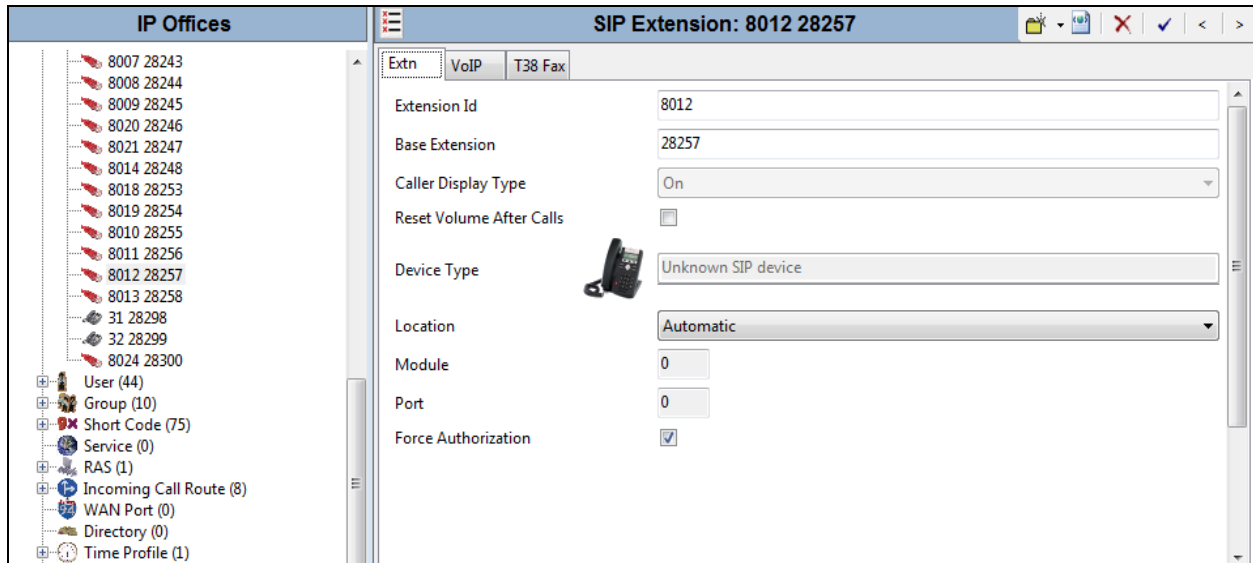 IP Offices
8007 28243
8008 28244
8009 28245
8020 28246
8021 28247
8014 28248
8018 28253
8019 28254
8010 28255
8011 28256
8012 28257
8013 28258
31 28298
32 28299
8024 28300
User (44)
Group (10)
9x Short Code (75)
Service (0)
RAS (1)
Incoming Call Route (8)
WAN Port (0)
Directory (0)
Time Profile (1)
SIP Extension: 8012 28257
Extn VoIP T38 Fax
Extension Id 8012
Base Extension 28257
Caller Display Type On
Reset Volume After Calls
Device Type Unknown SIP device
Location Automatic
Module 0
Port 0
Force Authorization